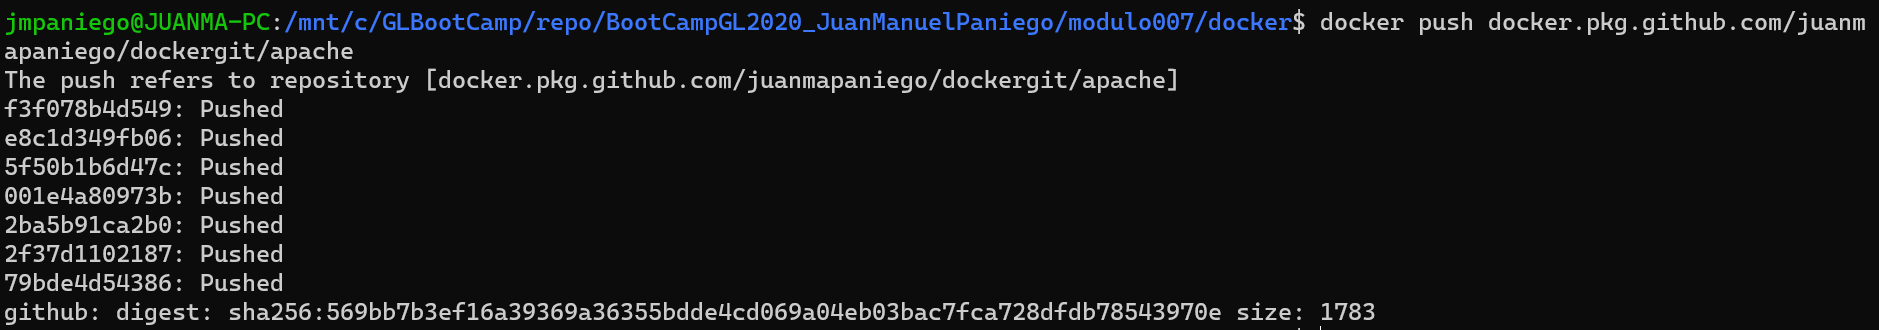 jmpaniego@JUANMA-PC:/mnt/c/GLBootCamp/repo/BootCampGL2020_JuanManuelPaniego/modulo007/docker$ docker push docker.pkg.github.com/juanm
apaniego/dockergit/apache
The push refers to repository [docker.pkg.github.com/juanmapaniego/dockergit/apache]
f3f078b4d549: Pushed
e8c1d349fb06: Pushed
5f50b1b6d47c: Pushed
001e4a80973b: Pushed
2ba5b91ca2b0: Pushed
2f37d1102187: Pushed
79bde4d54386: Pushed
github: digest: sha256:569bb7b3ef16a39369a36355bdde4cd069a04eb03bac7fca728dfdb78543970e size: 1783